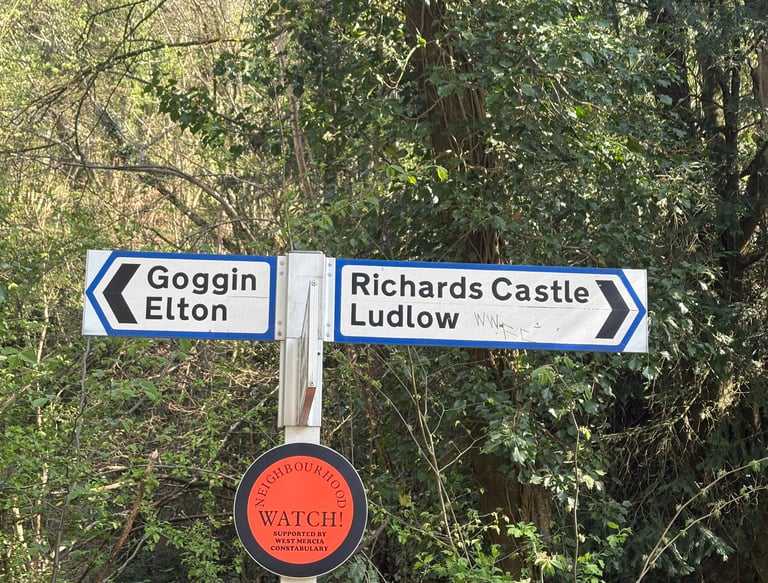 Goggin
Elton
Richards Castle
Ludlow
NEIGHBOURHOOD
WATCH!
SUPPORTED BY
WEST MERCIA
CONSTABULARY